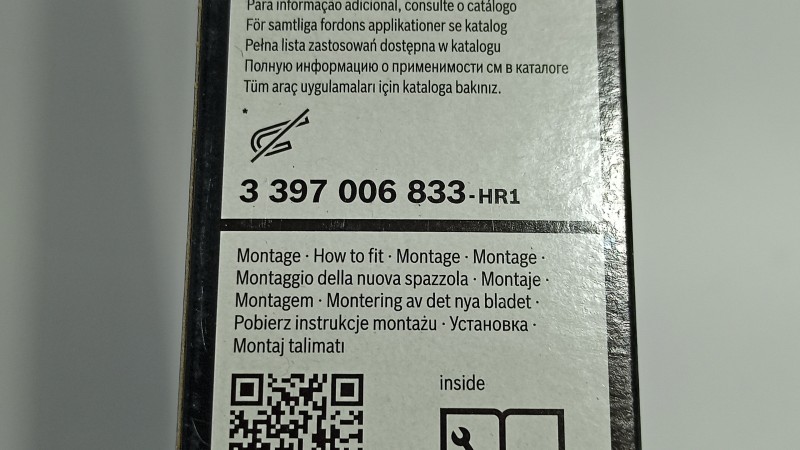 Para informação adicional, consulte o catálogo
För samtliga fordons applikationer se katalog
Pełna lista zastosowań dostępna w katalogu
Полную информацию о применимости см в каталоге
Tüm araç uygulamaları için kataloga bakınız.
*
3 397 006 833-HR1
Montage · How to fit · Montage · Montage ·
Montaggio della nuova spazzola · Montaje ·
Montagem · Montering av det nya bladet ·
Pobierz instrukcje montażu · Установка ·
Montaj talimatı
inside